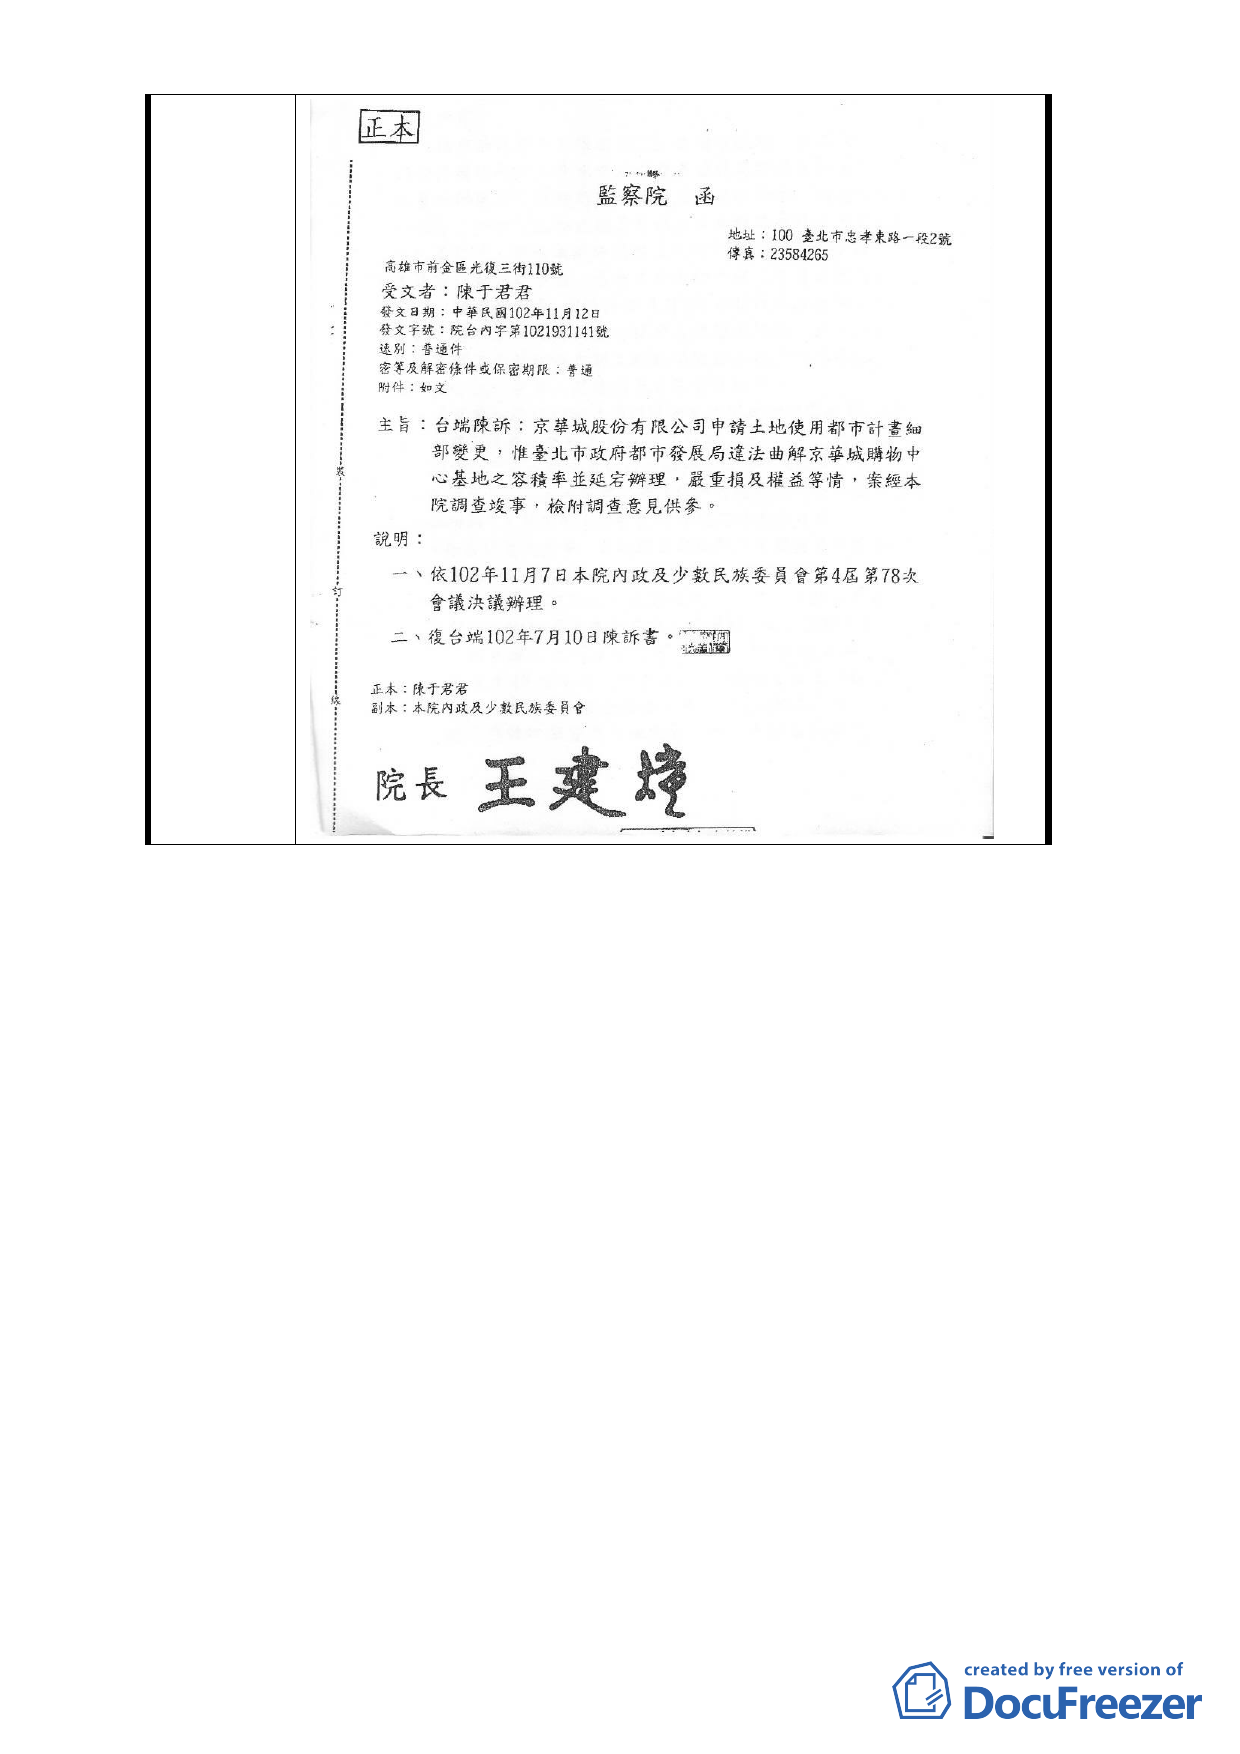 正本
監察院 函
地址：100 臺北市忠孝東路一段2號
傳真：23584265
高雄市前金區光復三街110號
受文者：陳于君君
發文日期：中華民國102年11月12日
發文字號：院台內字第1021931141號
速別：普通件
密等及解密條件或保密期限：普通
附件：如文
主旨：台端陳訴：京華城股份有限公司申請土地使用都市計畫細
部變更，惟臺北市政府都市發展局違法曲解京華城購物中
心基地之容積率並延宕辦理，嚴重損及權益等情，案經本
院調查竣事，檢附調查意見供參。
說明：
一、依102年11月7日本院內政及少數民族委員會第4屆第78次
會議決議辦理。
二、復台端102年7月10日陳訴書。
正本：陳于君君
副本：本院內政及少數民族委員會
院長 王建煊
裝
訂
線
created by free version of
DocuFreezer